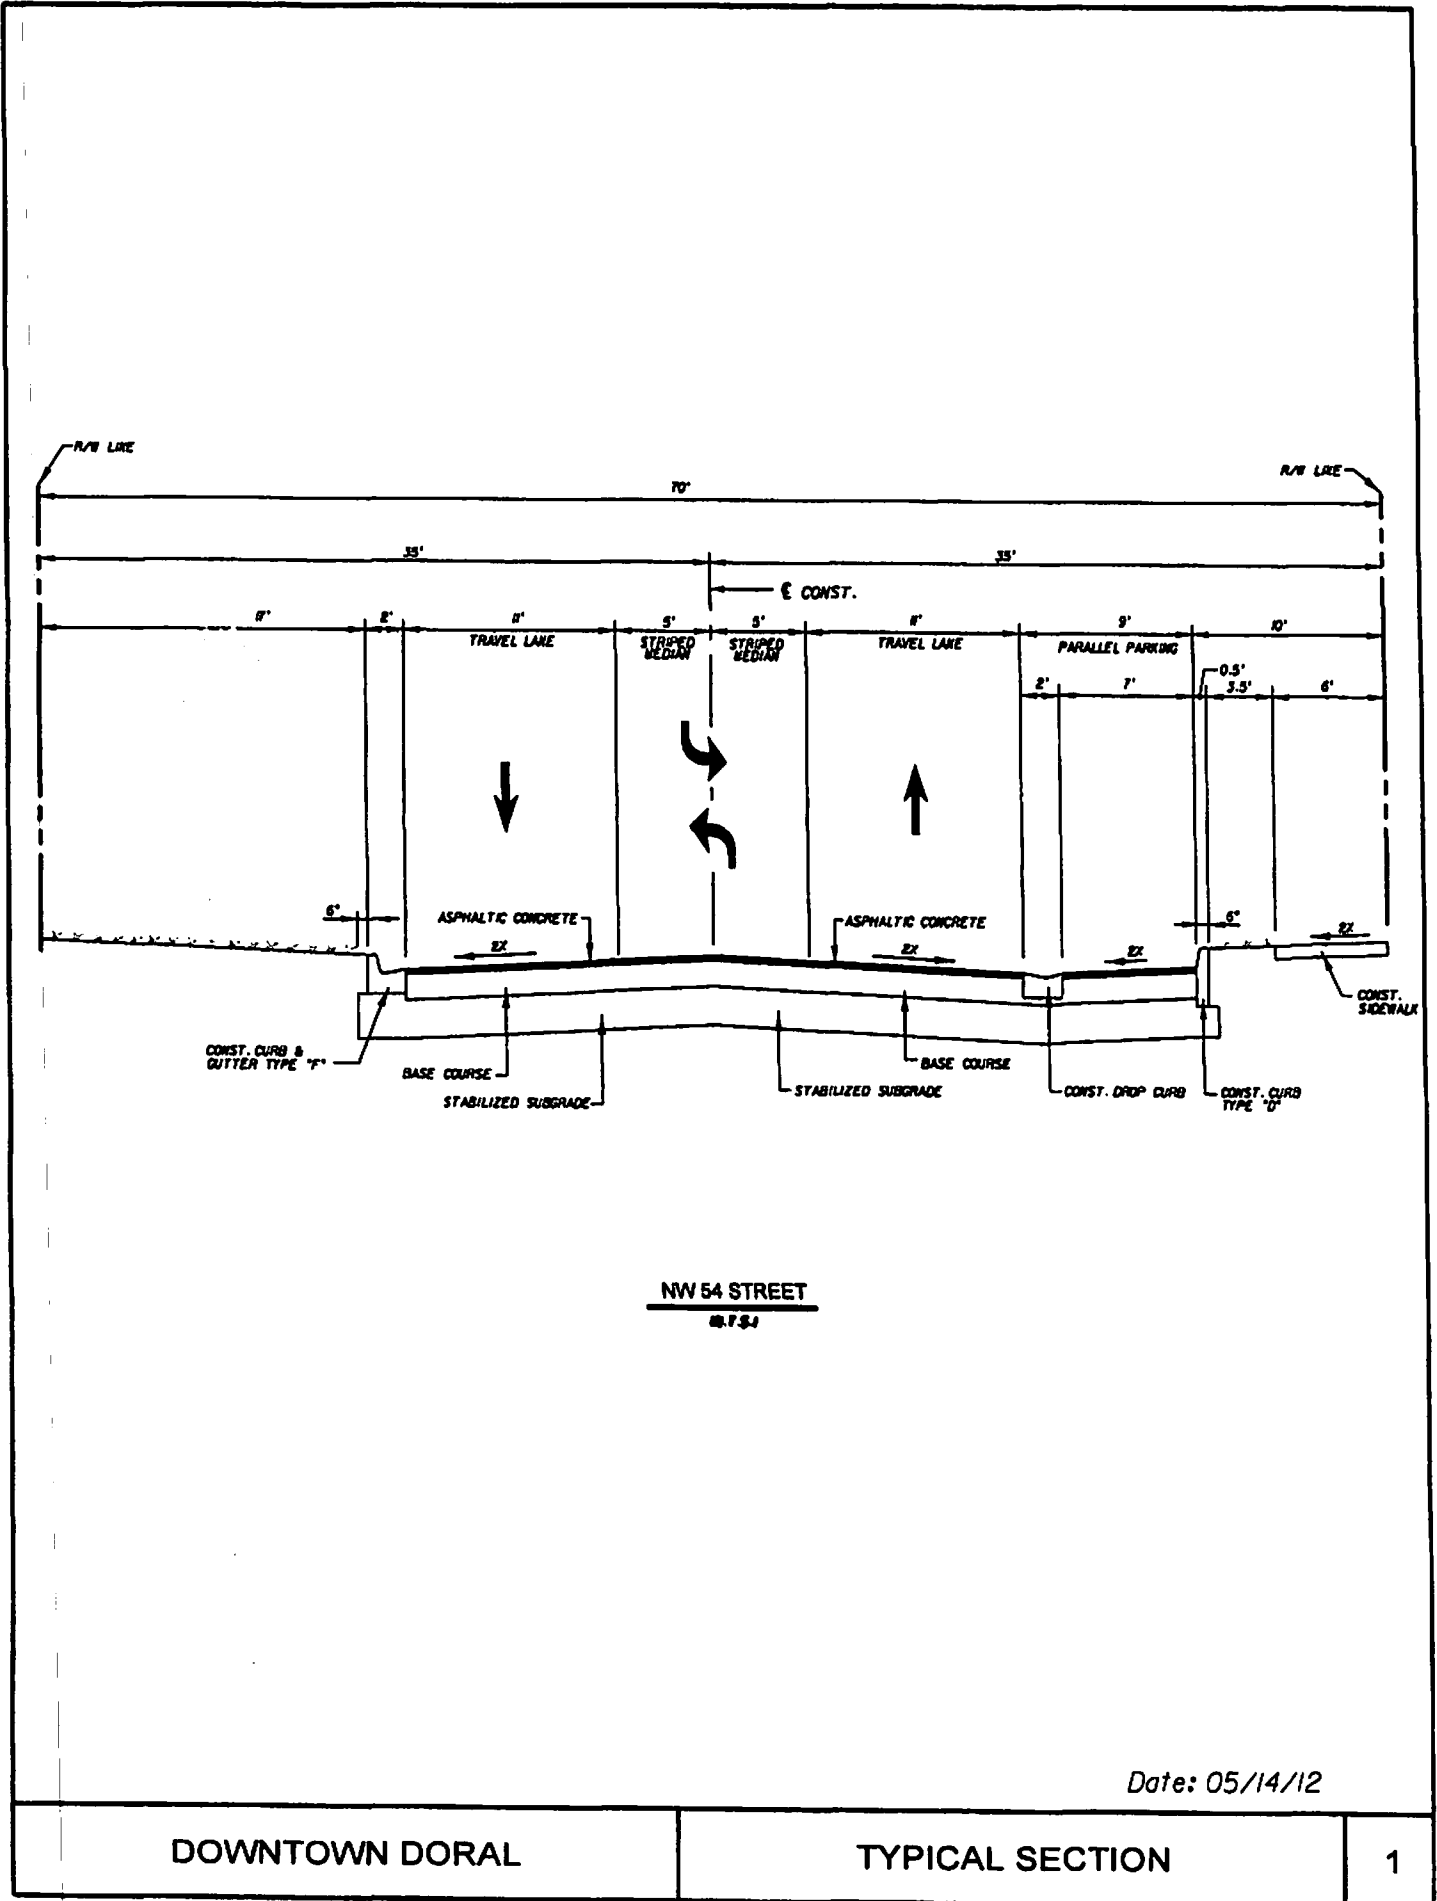 R/W LINE
R/W LINE
70'
35'
35'
℄ CONST.
17'
2'
11'
5'
5'
11'
9'
10'
TRAVEL LANE
STRIPED
MEDIAN
STRIPED
MEDIAN
TRAVEL LANE
PARALLEL PARKING
0.5'
2'
7'
3.5'
6'
6"
ASPHALTIC CONCRETE
ASPHALTIC CONCRETE
6"
2%
2%
2%
2%
CONST.
SIDEWALK
CONST. CURB &
GUTTER TYPE "F"
BASE COURSE
STABILIZED SUBGRADE
STABILIZED SUBGRADE
BASE COURSE
CONST. DROP CURB
CONST. CURB
TYPE "D"
NW 54 STREET
(N.T.S.)
Date: 05/14/12
DOWNTOWN DORAL
TYPICAL SECTION
1